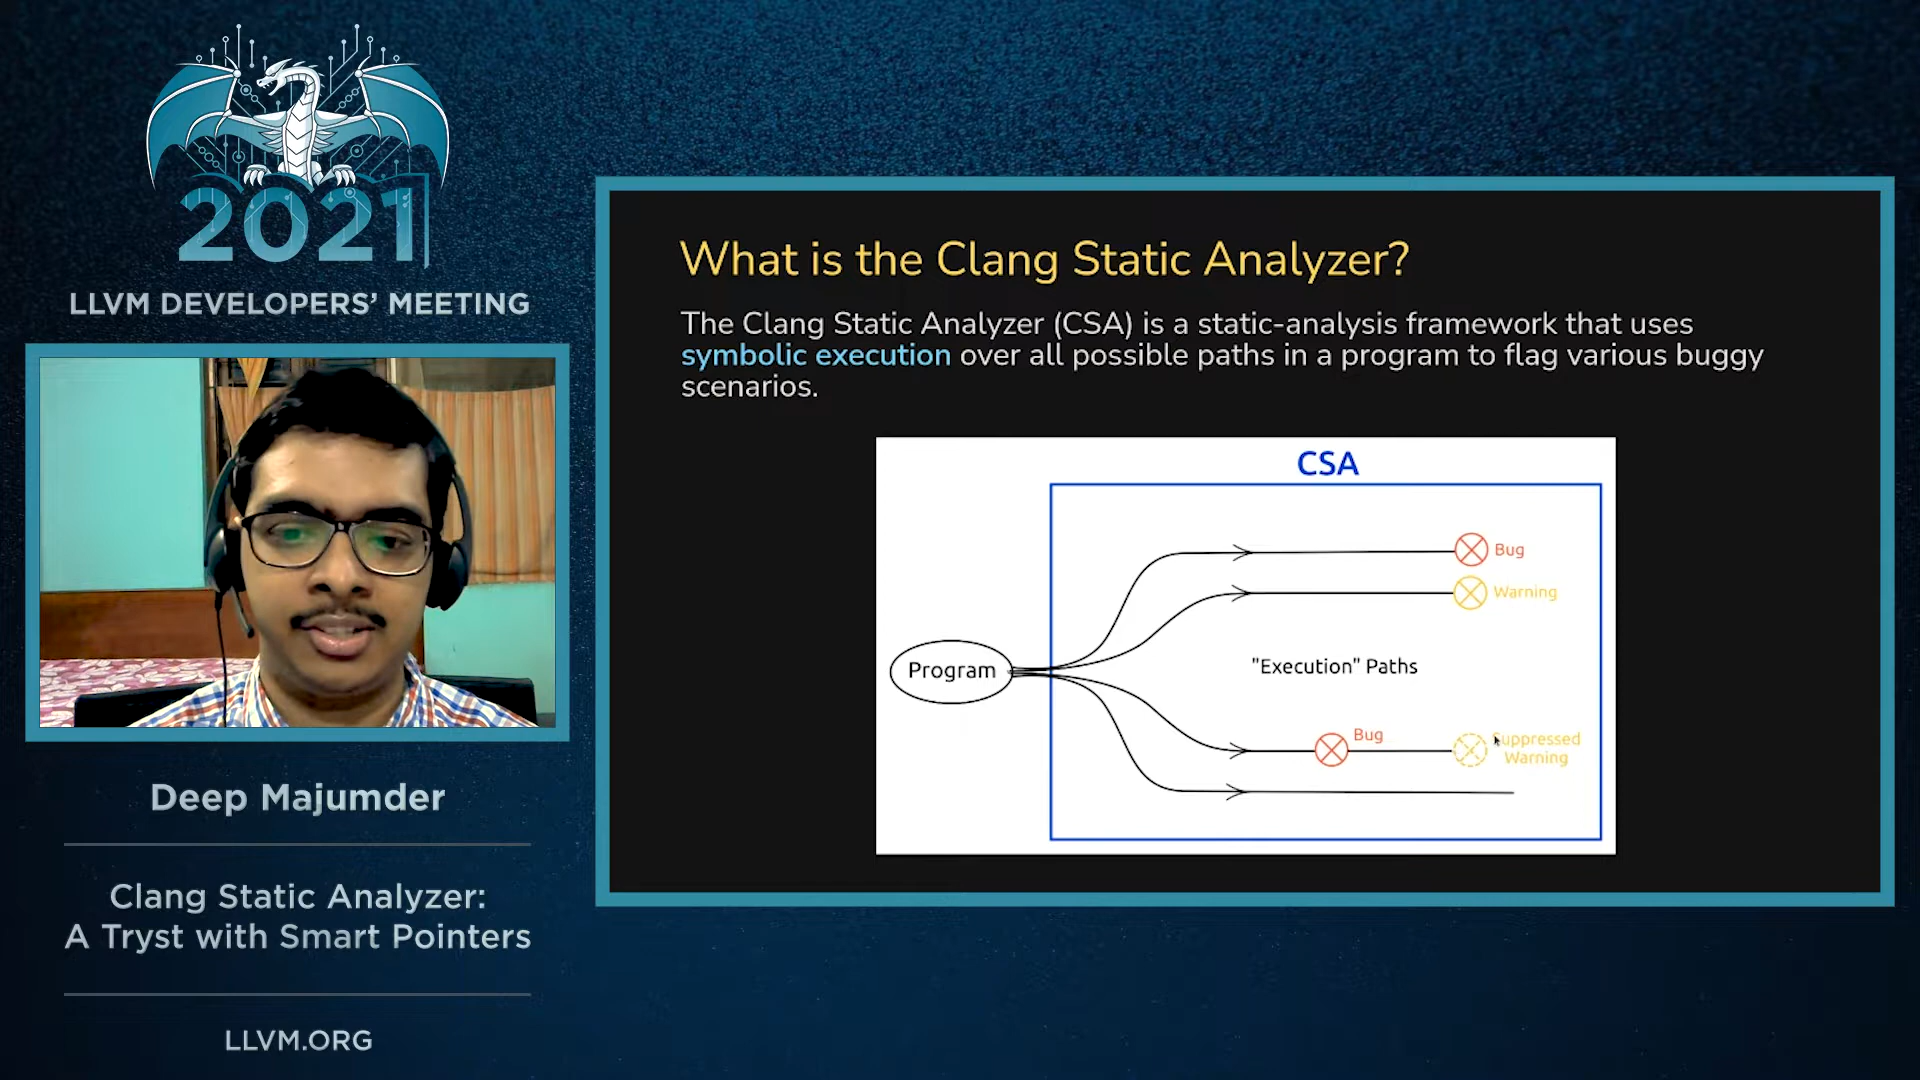 2021
LLVM DEVELOPERS’ MEETING
Deep Majumder
Clang Static Analyzer:
A Tryst with Smart Pointers
LLVM.ORG
What is the Clang Static Analyzer?
The Clang Static Analyzer (CSA) is a static-analysis framework that uses
symbolic execution over all possible paths in a program to flag various buggy
scenarios.
CSA
Bug
Warning
Program
"Execution" Paths
Bug
Suppressed
Warning